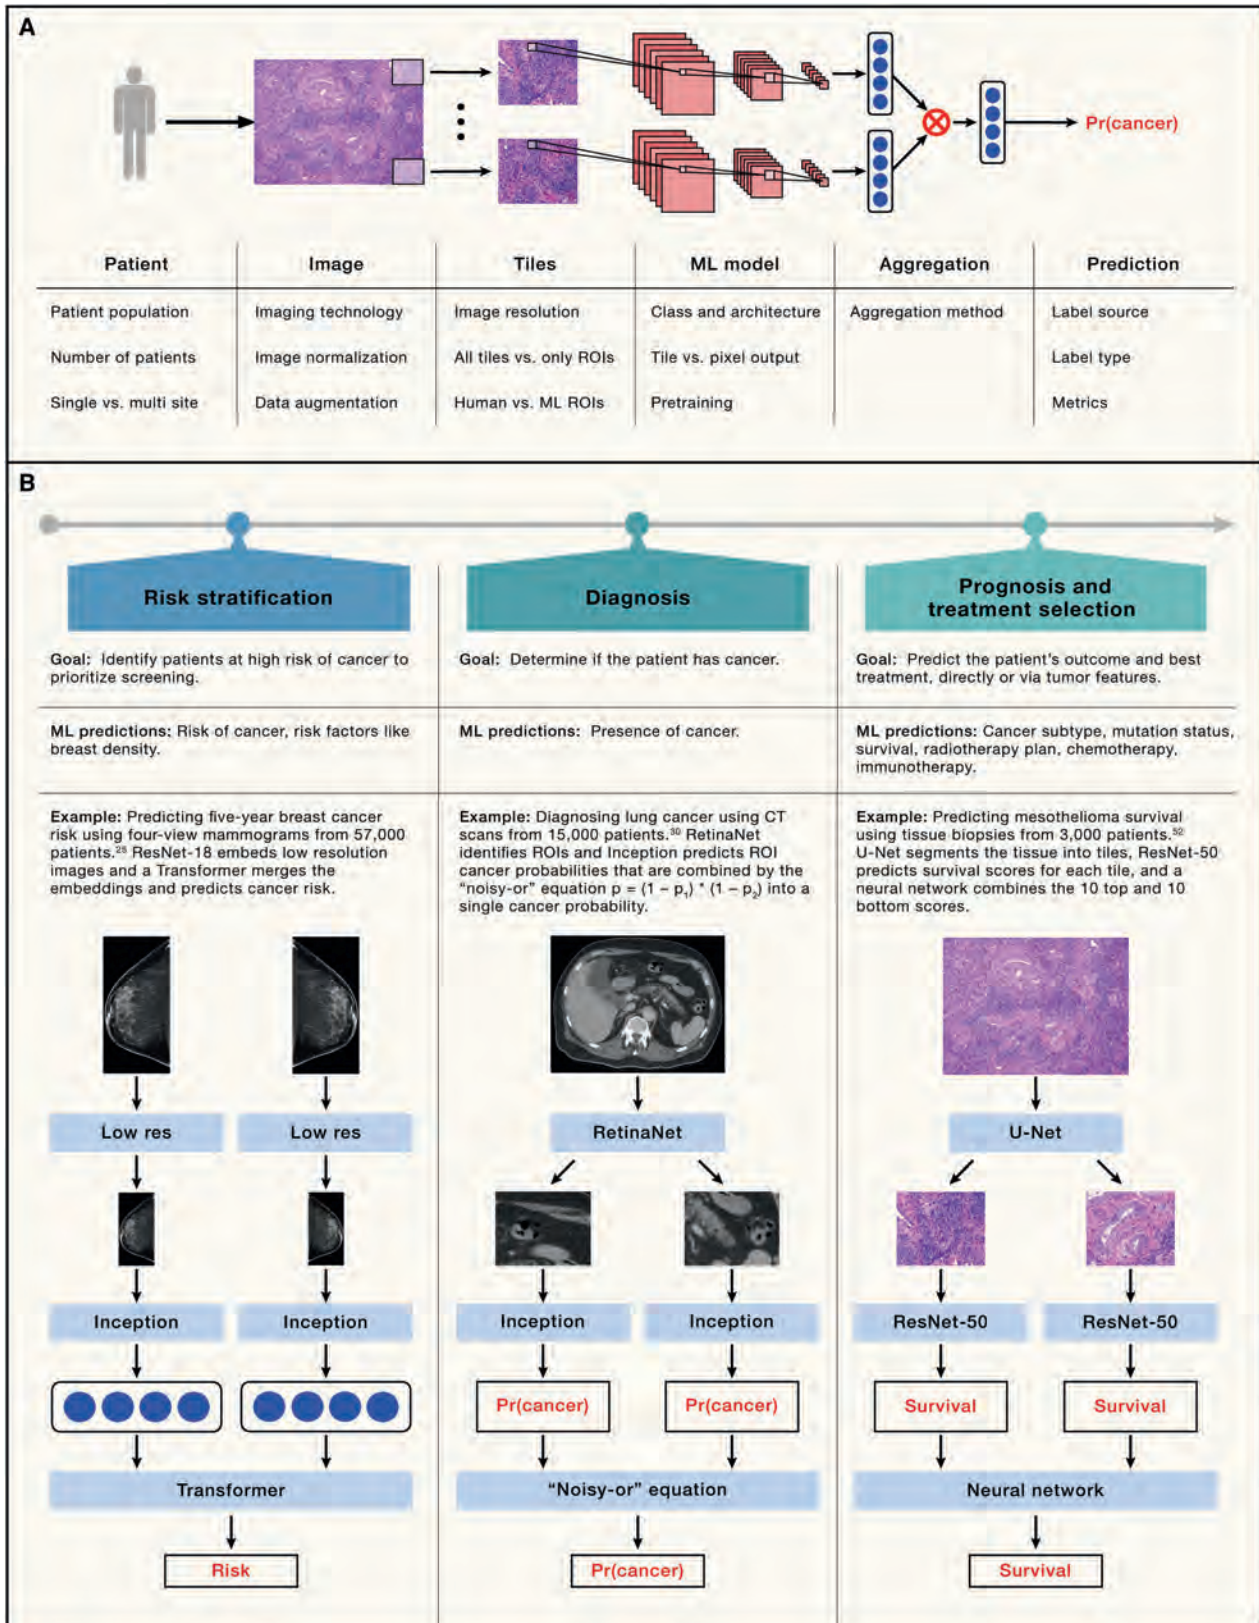 A
Pr(cancer)
Patient
Image
Tiles
ML model
Aggregation
Prediction
Patient population
Imaging technology
Image resolution
Class and architecture
Aggregation method
Label source
Number of patients
Image normalization
All tiles vs. only ROIs
Tile vs. pixel output
Label type
Single vs. multi site
Data augmentation
Human vs. ML ROIs
Pretraining
Metrics
B
Risk stratification
Goal: Identify patients at high risk of cancer to
prioritize screening.
ML predictions: Risk of cancer, risk factors like
breast density.
Example: Predicting five-year breast cancer
risk using four-view mammograms from 57,000
patients.²⁸ ResNet-18 embeds low resolution
images and a Transformer merges the
embeddings and predicts cancer risk.
Low res
Low res
Inception
Inception
Transformer
Risk
Diagnosis
Goal: Determine if the patient has cancer.
ML predictions: Presence of cancer.
Example: Diagnosing lung cancer using CT
scans from 15,000 patients.³⁰ RetinaNet
identifies ROIs and Inception predicts ROI
cancer probabilities that are combined by the
“noisy-or” equation p = (1 – p₁) * (1 – p₂) into a
single cancer probability.
RetinaNet
Inception
Inception
Pr(cancer)
Pr(cancer)
“Noisy-or” equation
Pr(cancer)
Prognosis and
treatment selection
Goal: Predict the patient’s outcome and best
treatment, directly or via tumor features.
ML predictions: Cancer subtype, mutation status,
survival, radiotherapy plan, chemotherapy,
immunotherapy.
Example: Predicting mesothelioma survival
using tissue biopsies from 3,000 patients.⁵²
U-Net segments the tissue into tiles, ResNet-50
predicts survival scores for each tile, and a
neural network combines the 10 top and 10
bottom scores.
U-Net
ResNet-50
ResNet-50
Survival
Survival
Neural network
Survival